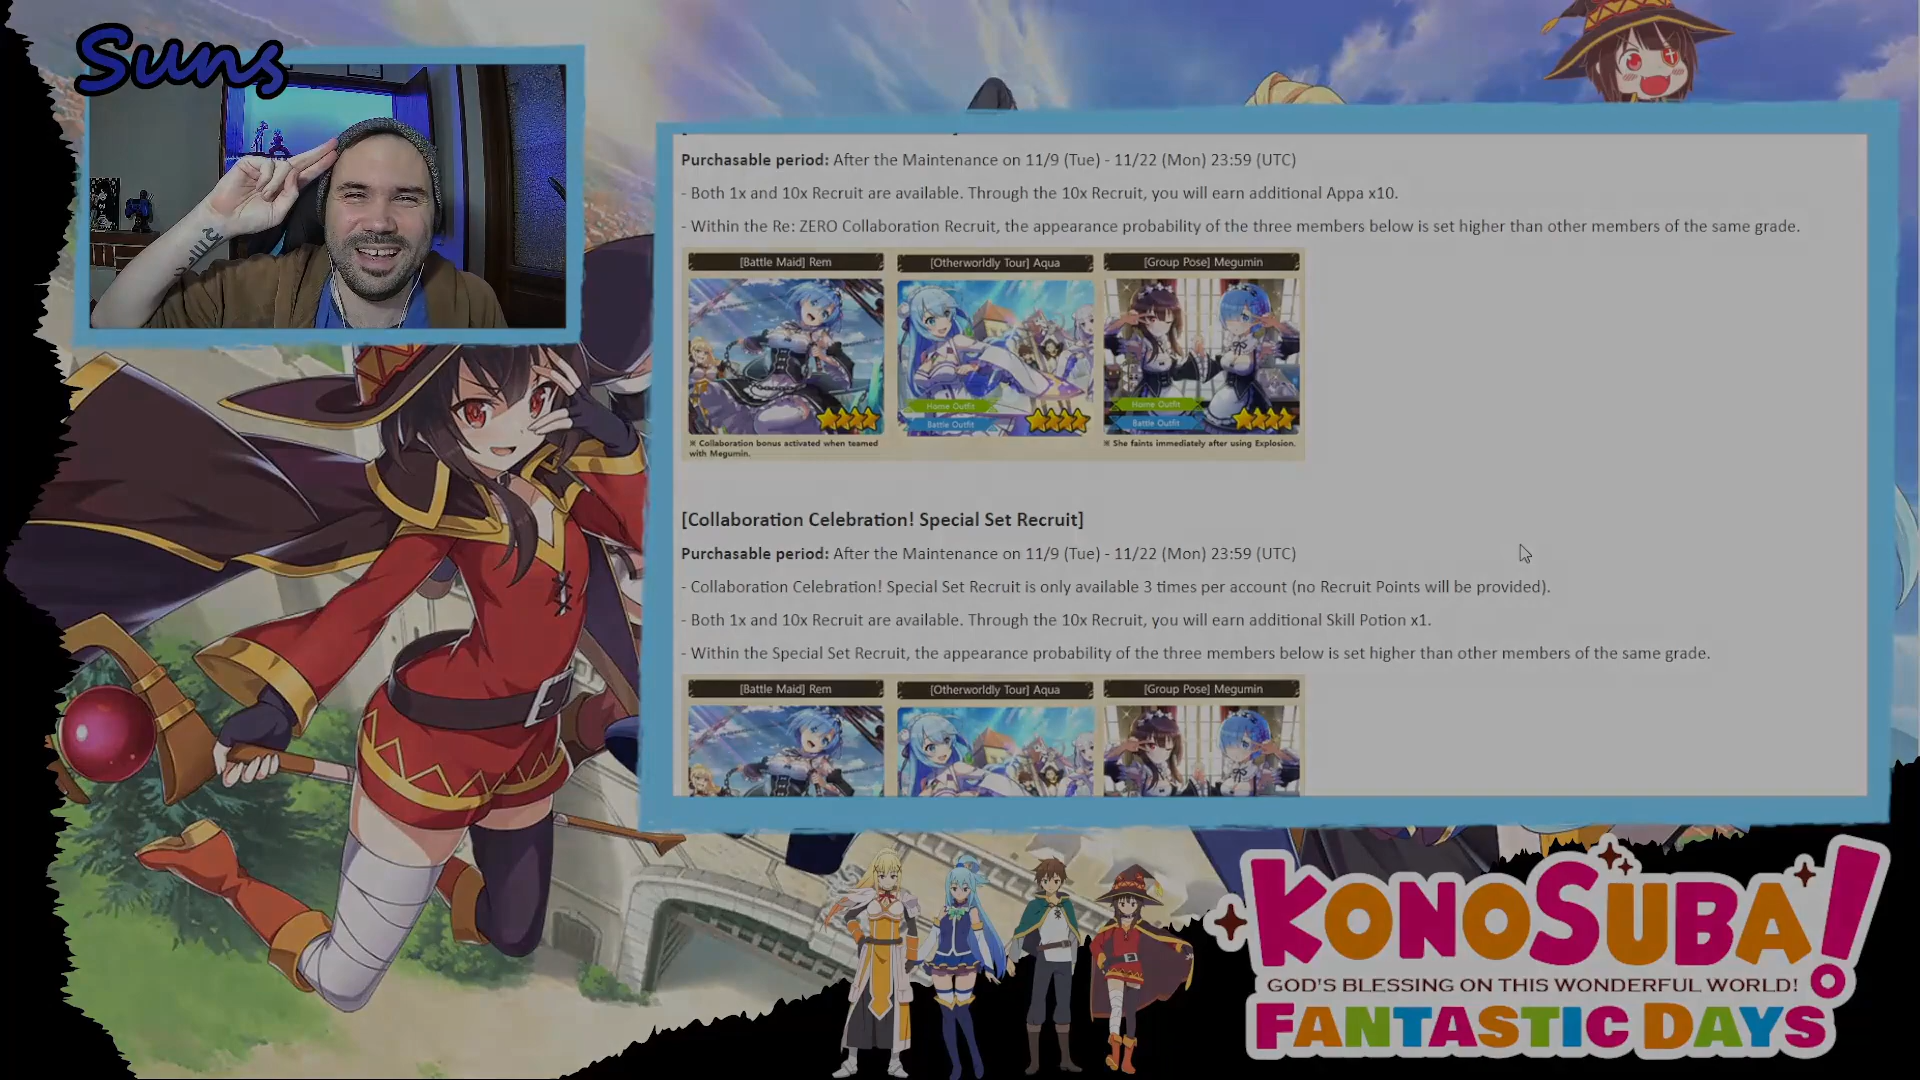 Suns
Purchasable period: After the Maintenance on 11/9 (Tue) - 11/22 (Mon) 23:59 (UTC)
- Both 1x and 10x Recruit are available. Through the 10x Recruit, you will earn additional Appa x10.
- Within the Re: ZERO Collaboration Recruit, the appearance probability of the three members below is set higher than other members of the same grade.
[Battle Maid] Rem
[Otherworldly Tour] Aqua
[Group Pose] Megumin
Home Outfit
Battle Outfit
Home Outfit
Battle Outfit
※ Collaboration bonus activated when teamed
with Megumin.
※ She faints immediately after using Explosion.
[Collaboration Celebration! Special Set Recruit]
Purchasable period: After the Maintenance on 11/9 (Tue) - 11/22 (Mon) 23:59 (UTC)
- Collaboration Celebration! Special Set Recruit is only available 3 times per account (no Recruit Points will be provided).
- Both 1x and 10x Recruit are available. Through the 10x Recruit, you will earn additional Skill Potion x1.
- Within the Special Set Recruit, the appearance probability of the three members below is set higher than other members of the same grade.
[Battle Maid] Rem
[Otherworldly Tour] Aqua
[Group Pose] Megumin
KONOSUBA!
GOD'S BLESSING ON THIS WONDERFUL WORLD!
FANTASTIC DAYS